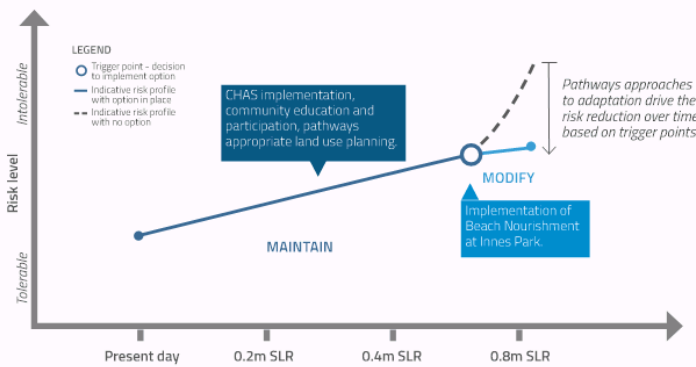 LEGEND
Trigger point - decision
to implement option
Indicative risk profile
with option in place
Indicative risk profile
with no option
Intolerable
Risk level
Tolerable
CHAS implementation,
community education and
participation, pathways
appropriate land use planning.
Pathways approaches
to adaptation drive the
risk reduction over time
based on trigger points
MODIFY
Implementation of
Beach Nourishment
at Innes Park.
MAINTAIN
Present day
0.2m SLR
0.4m SLR
0.8m SLR